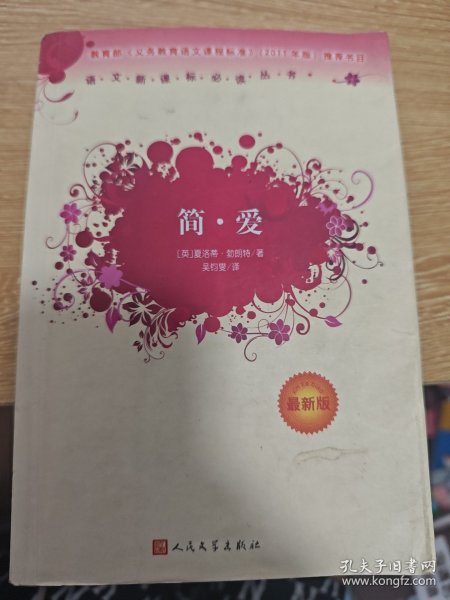 教育部《义务教育语文课程标准》(2011年版)推荐书目
语·文·新·课·标·必·读·丛·书
简·爱
[英]夏洛蒂·勃朗特/著
吴钧燮/译
最新版
人民文学出版社
孔夫子旧书网
www.kongfz.com